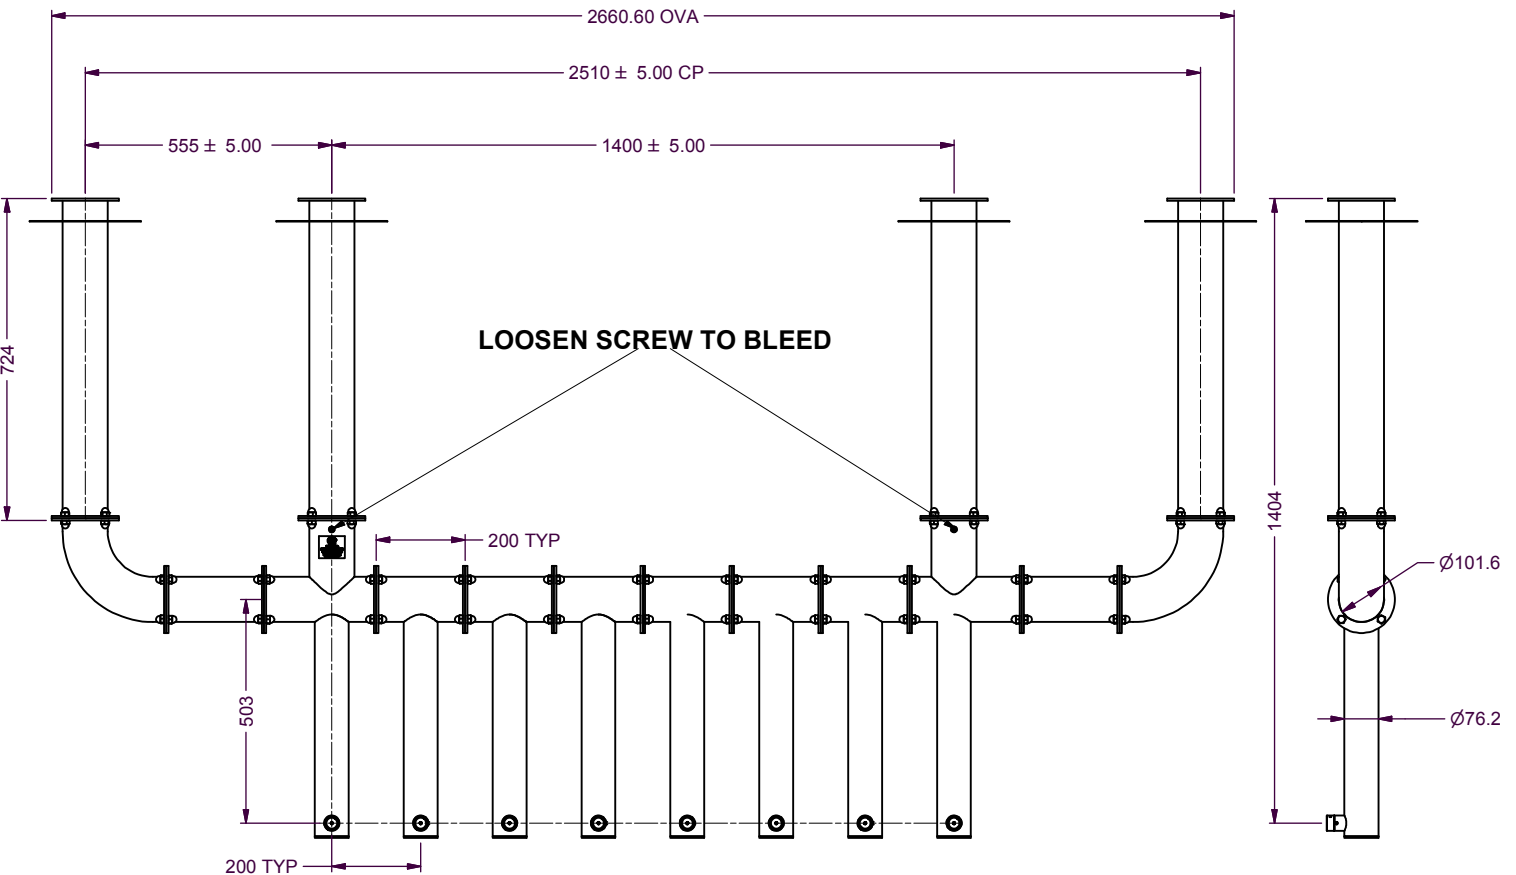 2660.60 OVA
2510 ± 5.00 CP
555 ± 5.00
1400 ± 5.00
724
LOOSEN SCREW TO BLEED
1404
200 TYP
Ø101.6
503
Ø76.2
200 TYP